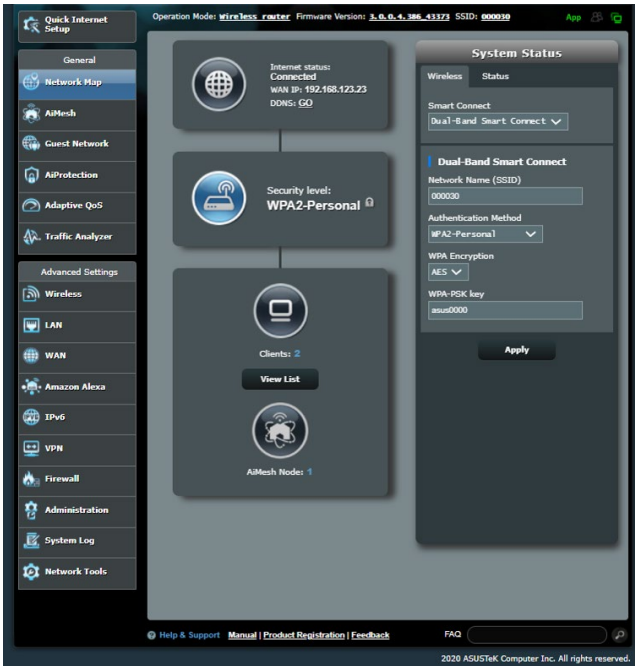 Quick Internet
Setup
Operation Mode: Wireless router Firmware Version: 3.0.0.4.386_43373 SSID: 000030
App
General
Network Map
AiMesh
Guest Network
AiProtection
Adaptive QoS
Traffic Analyzer
Advanced Settings
Wireless
LAN
WAN
Amazon Alexa
IPv6
VPN
Firewall
Administration
System Log
Network Tools
Internet status:
Connected
WAN IP: 192.168.123.23
DDNS: GO
Security level:
WPA2-Personal
Clients: 2
View List
AiMesh Node: 1
System Status
Wireless Status
Smart Connect
Dual-Band Smart Connect
Dual-Band Smart Connect
Network Name (SSID)
000030
Authentication Method
WPA2-Personal
WPA Encryption
AES
WPA-PSK key
asus0000
Apply
Help & Support Manual | Product Registration | Feedback
FAQ
2020 ASUSTeK Computer Inc. All rights reserved.